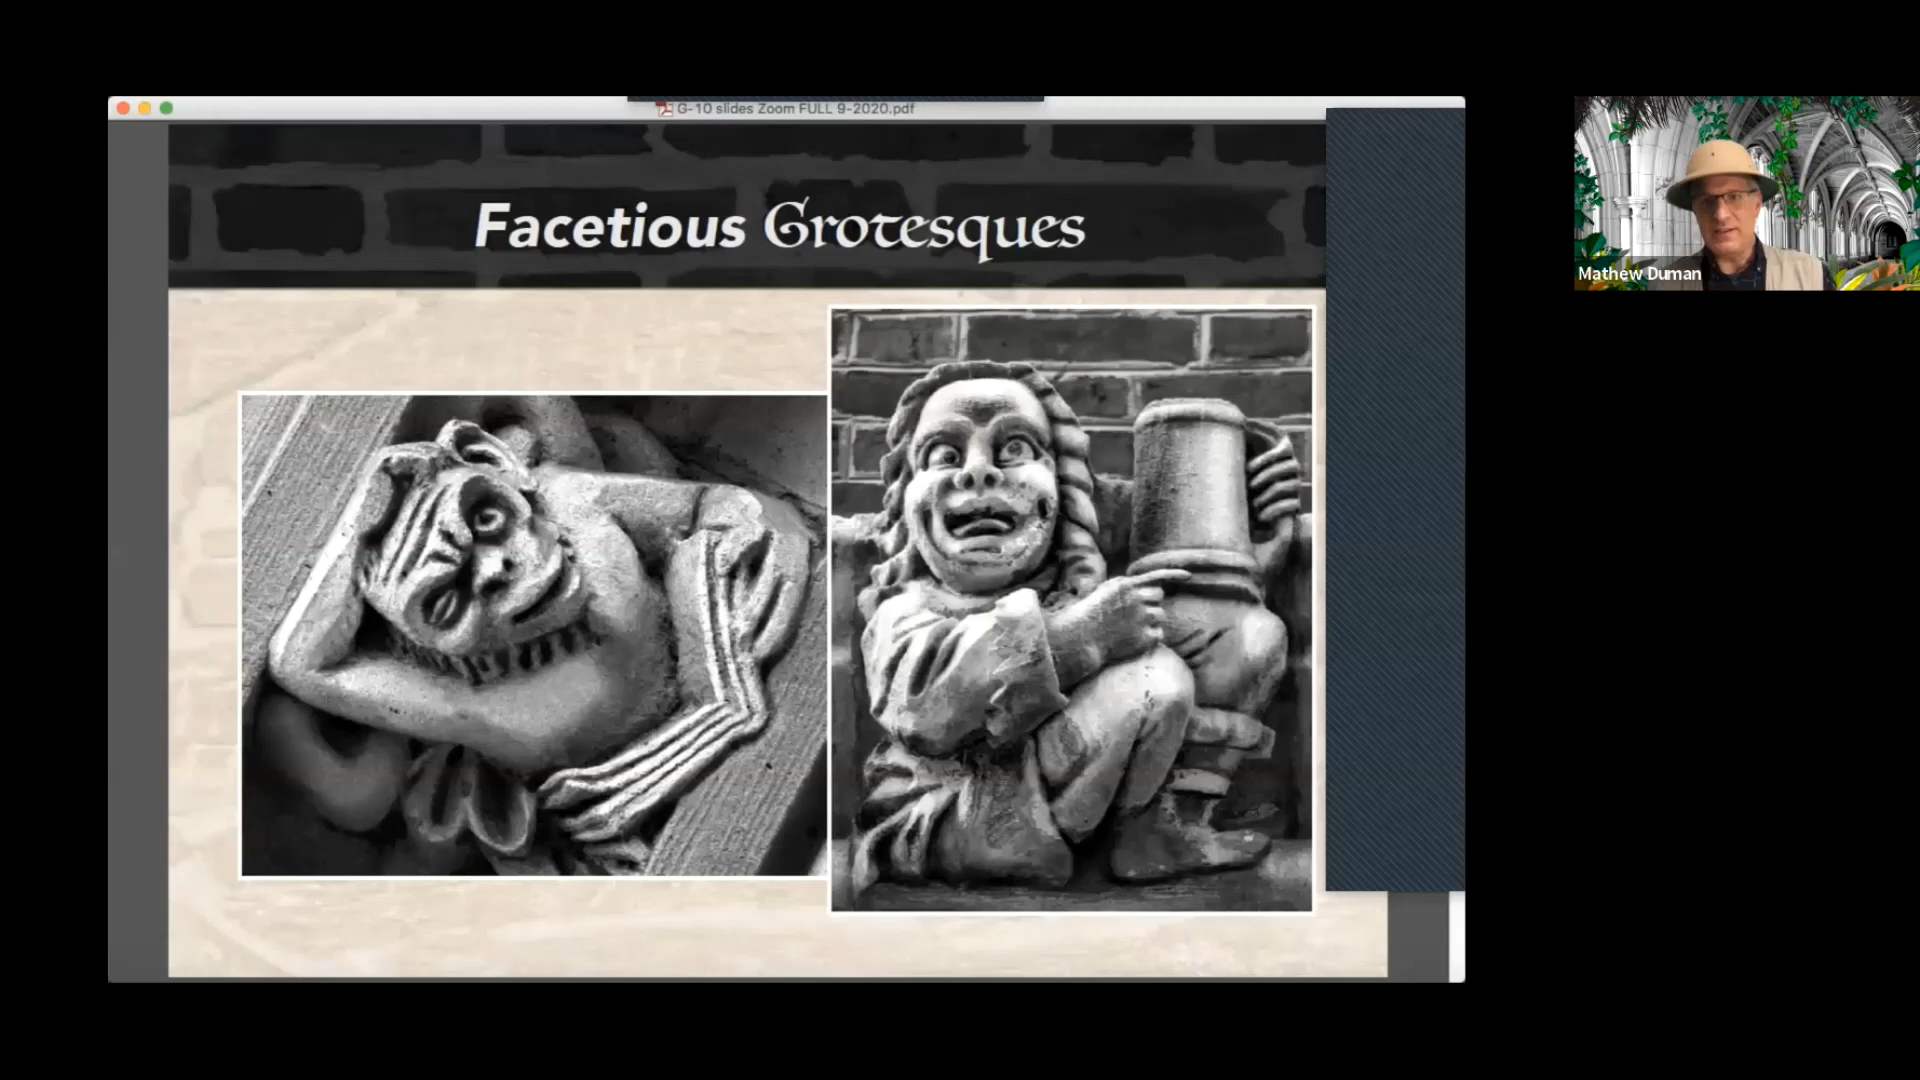 G-10 slides Zoom FULL 9-2020.pdf
Facetious Grotesques
Mathew Duman